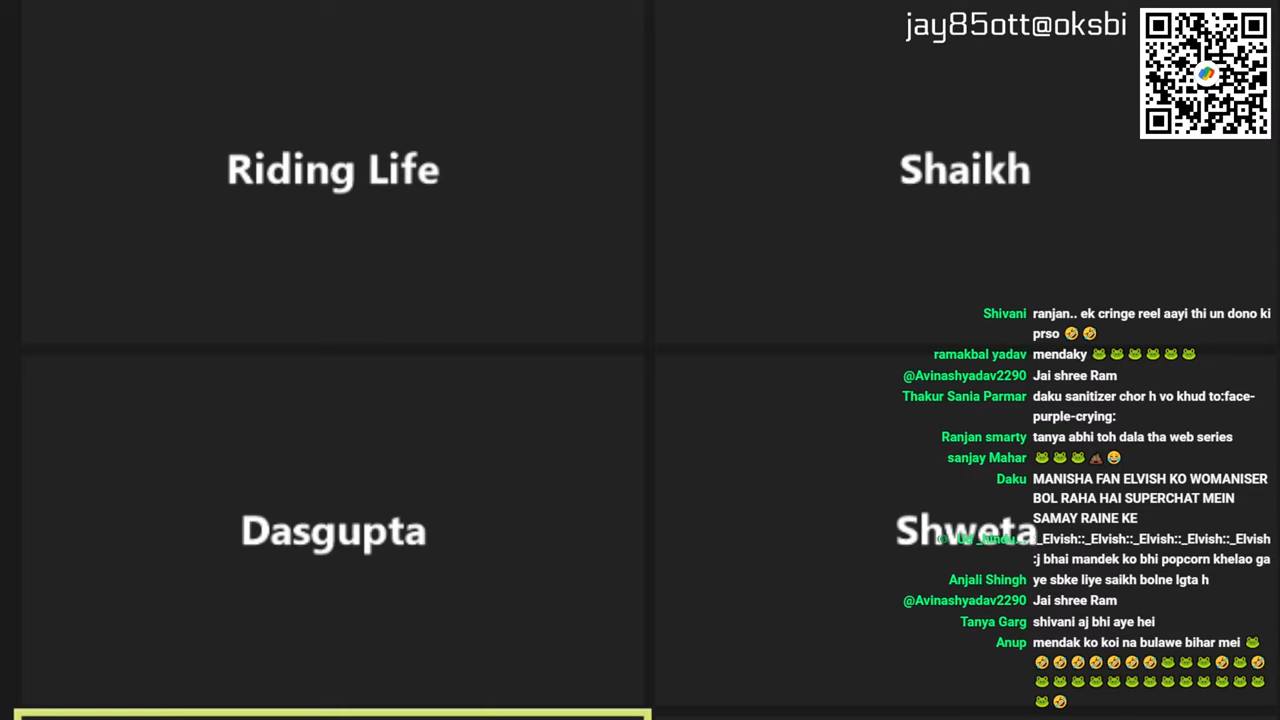 jay85ott@oksbi
Riding Life
Shaikh
Shivani ranjan.. ek cringe reel aayi thi un dono ki
prso 🤣 🤣
ramakbal yadav mendaky 🐸 🐸 🐸 🐸 🐸 🐸
@Avinashyadav2290 Jai shree Ram
Thakur Sania Parmar daku sanitizer chor h vo khud to:face-
purple-crying:
Ranjan smarty tanya abhi toh dala tha web series
sanjay Mahar 🐸 🐸 🐸 💩 😂
Daku MANISHA FAN ELVISH KO WOMANISER
BOL RAHA HAI SUPERCHAT MEIN
SAMAY RAINE KE
Dasgupta
Shweta
_Elvish::_Elvish::_Elvish::_Elvish::_Elvish
:j bhai mandek ko bhi popcorn khelao ga
Anjali Shingh ye sbke liye saikh bolne lgta h
@Avinashyadav2290 Jai shree Ram
Tanya Garg shivani aj bhi aye hei
Anup mendak ko koi na bulawe bihar mei 🐸
🤣 🤣 🤣 🤣 🤣 🤣 🤣 🐸 🐸 🐸 🤣 🐸 🤣
🐸 🐸 🐸 🐸 🐸 🐸 🐸 🐸 🐸 🐸 🐸 🐸 🐸
🐸 🤣